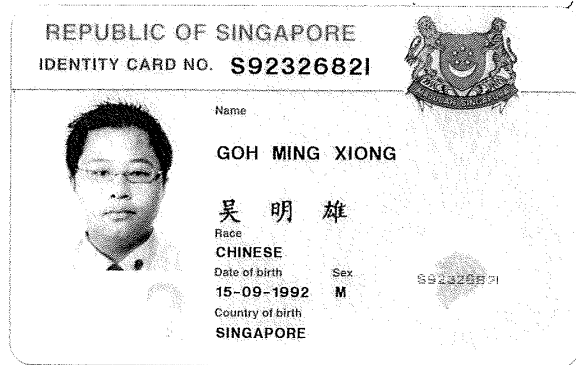 REPUBLIC OF SINGAPORE
IDENTITY CARD NO. S9232682I
Name
GOH MING XIONG
吴明雄
Race
CHINESE
Date of birth Sex
15-09-1992 M
S9232682I
Country of birth
SINGAPORE